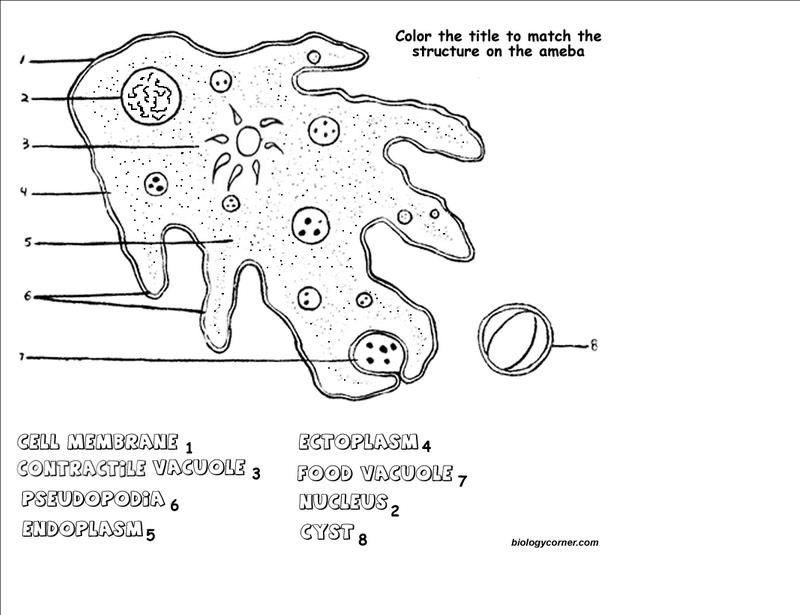 Color the title to match the
structure on the ameba
1
2
3
4
5
6
7
8
CELL MEMBRANE 1
CONTRACTILE VACUOLE 3
PSEUDOPODIA 6
ENDOPLASM 5
ECTOPLASM 4
FOOD VACUOLE 7
NUCLEUS 2
CYST 8
biologycorner.com